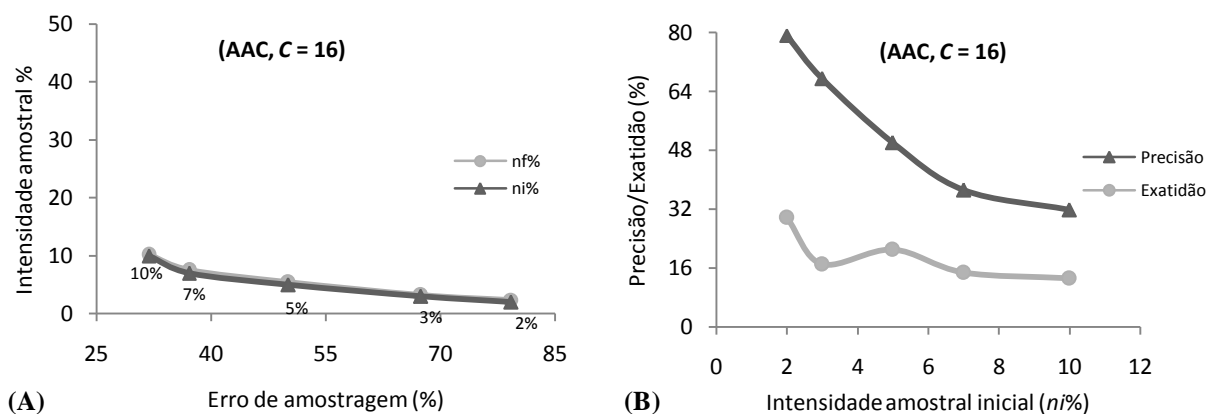 50
40
30
20
10
0
Intensidade amostral %
(AAC, C = 16)
nf%
ni%
10%
7%
5%
3%
2%
25
40
55
70
85
(A)
Erro de amostragem (%)
80
64
48
32
16
0
Precisão/Exatidão (%)
(AAC, C = 16)
Precisão
Exatidão
0
2
4
6
8
10
12
(B)
Intensidade amostral inicial (ni%)